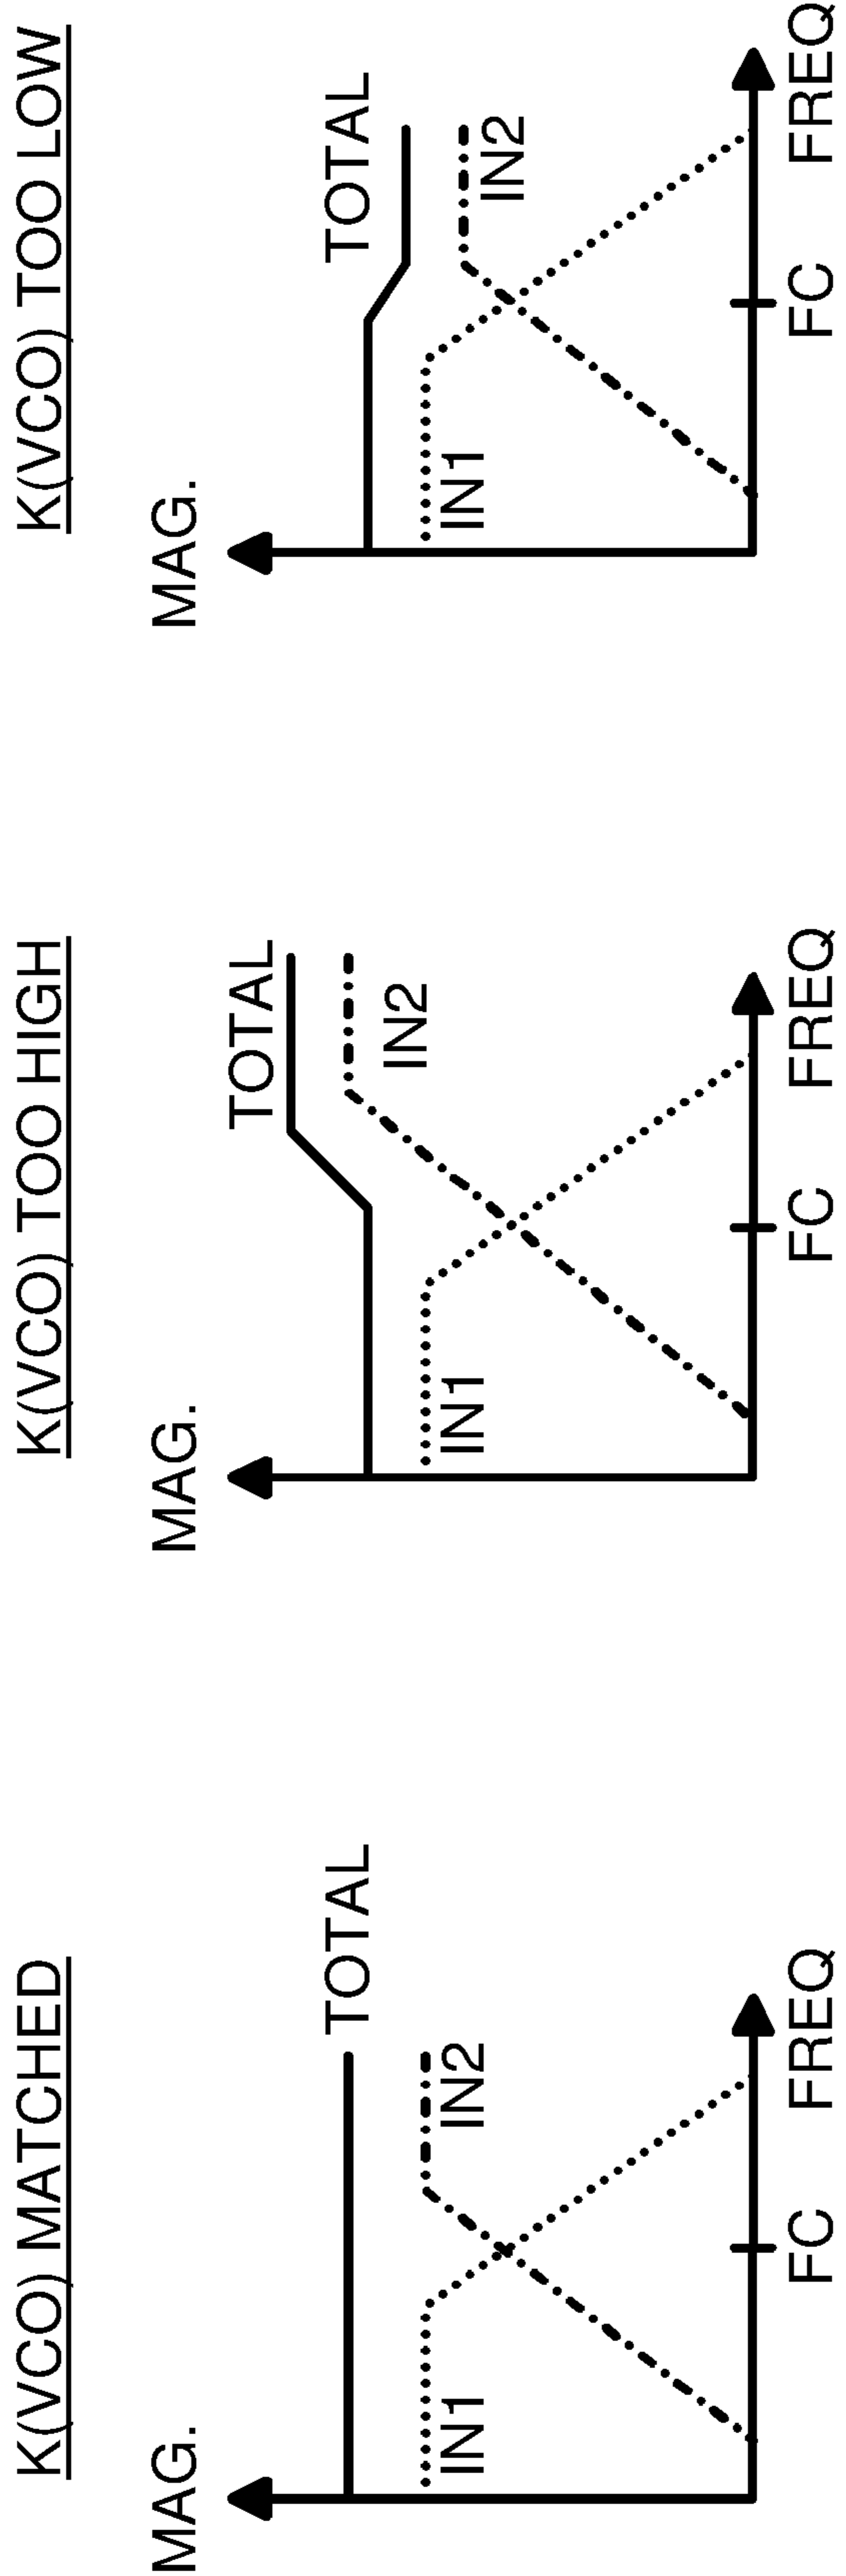 K(VCO) MATCHED
MAG.
TOTAL
IN1
IN2
FC
FREQ
K(VCO) TOO HIGH
MAG.
TOTAL
IN1
IN2
FC
FREQ
K(VCO) TOO LOW
MAG.
TOTAL
IN1
IN2
FC
FREQ